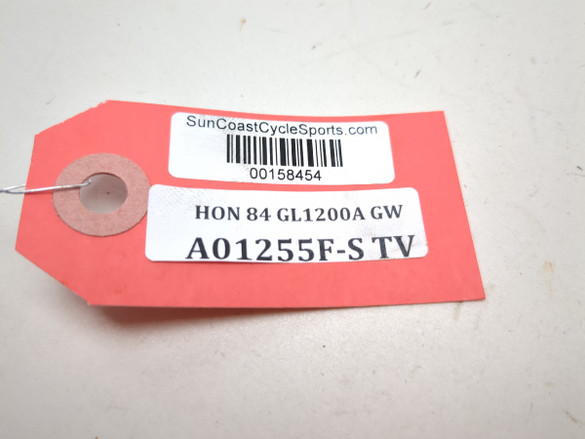 SunCoastCycleSports.com
00158454
HON 84 GL1200A GW
A01255F-S TV